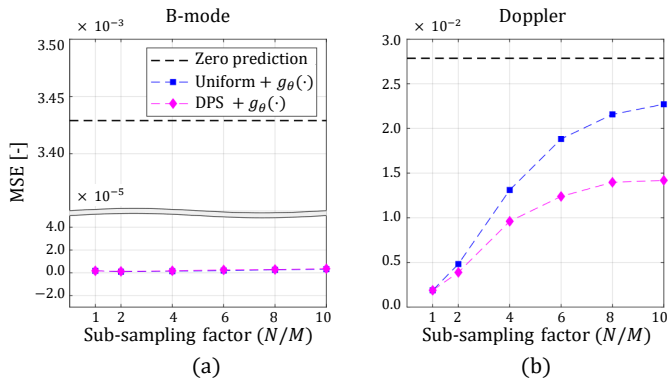 B-mode
× 10⁻³
3.50
3.45
3.40
× 10⁻⁵
4.0
2.0
0.0
−2.0
MSE [-]
Zero prediction
Uniform + g_θ(·)
DPS + g_θ(·)
1 2 4 6 8 10
Sub-sampling factor (N/M)
(a)
Doppler
× 10⁻²
3.0
2.5
2.0
1.5
1.0
0.5
0.0
1 2 4 6 8 10
Sub-sampling factor (N/M)
(b)